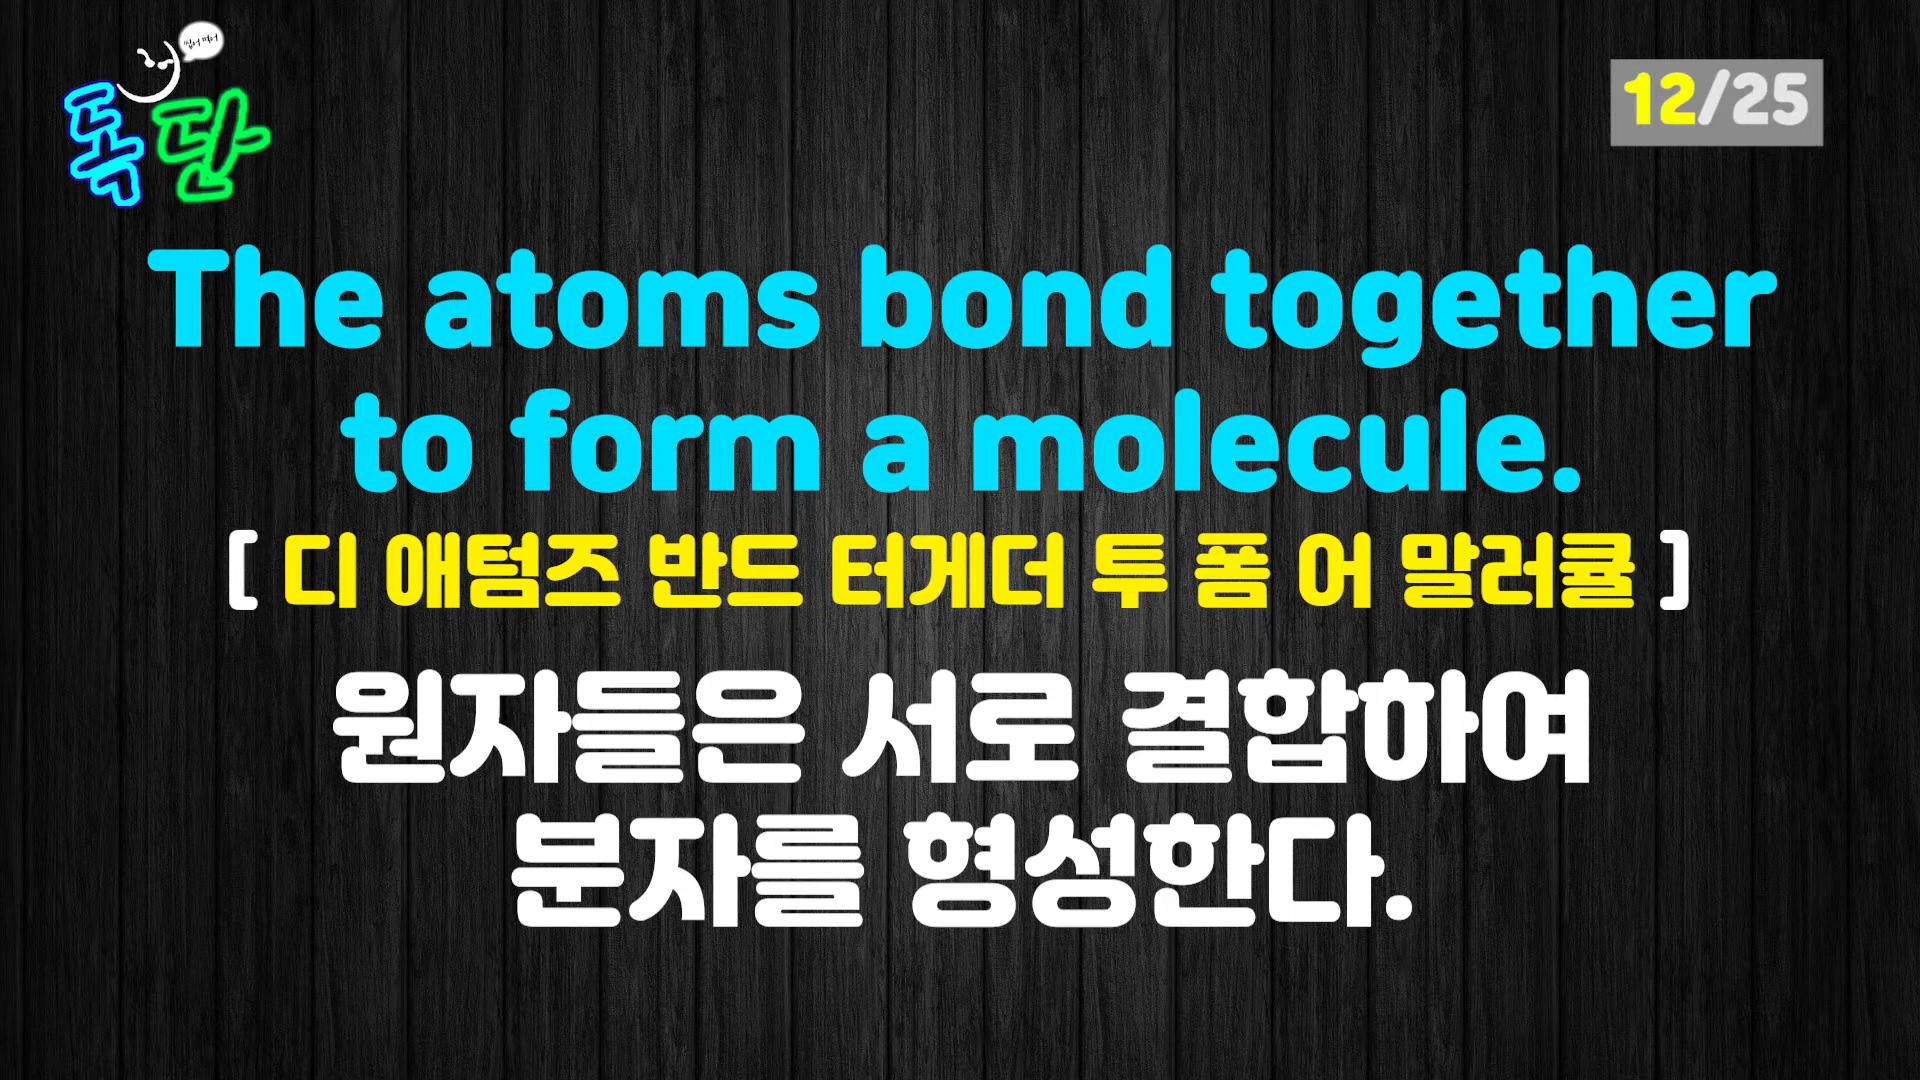 독단
12/25
The atoms bond together
to form a molecule.
[ 디 애텀즈 반드 터게더 투 폼 어 말러큘 ]
원자들은 서로 결합하여
분자를 형성한다.